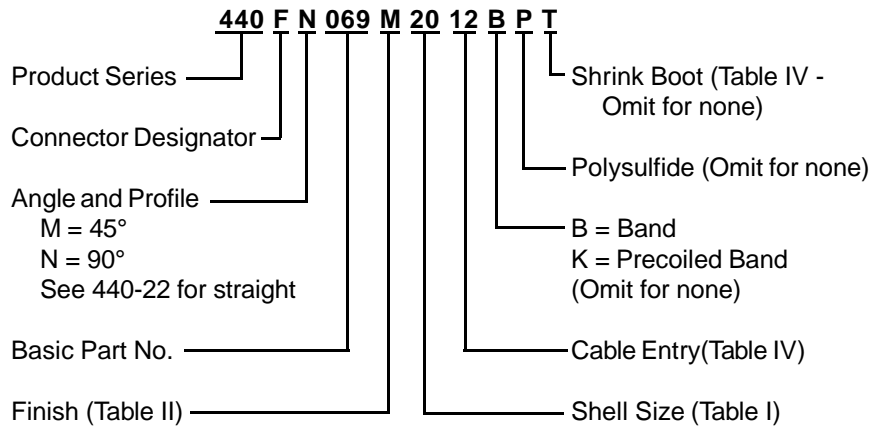 440 F N 069 M 20 12 B P T
Product Series
Connector Designator
Angle and Profile
M = 45°
N = 90°
See 440-22 for straight
Basic Part No.
Finish (Table II)
Shrink Boot (Table IV -
Omit for none)
Polysulfide (Omit for none)
B = Band
K = Precoiled Band
(Omit for none)
Cable Entry(Table IV)
Shell Size (Table I)